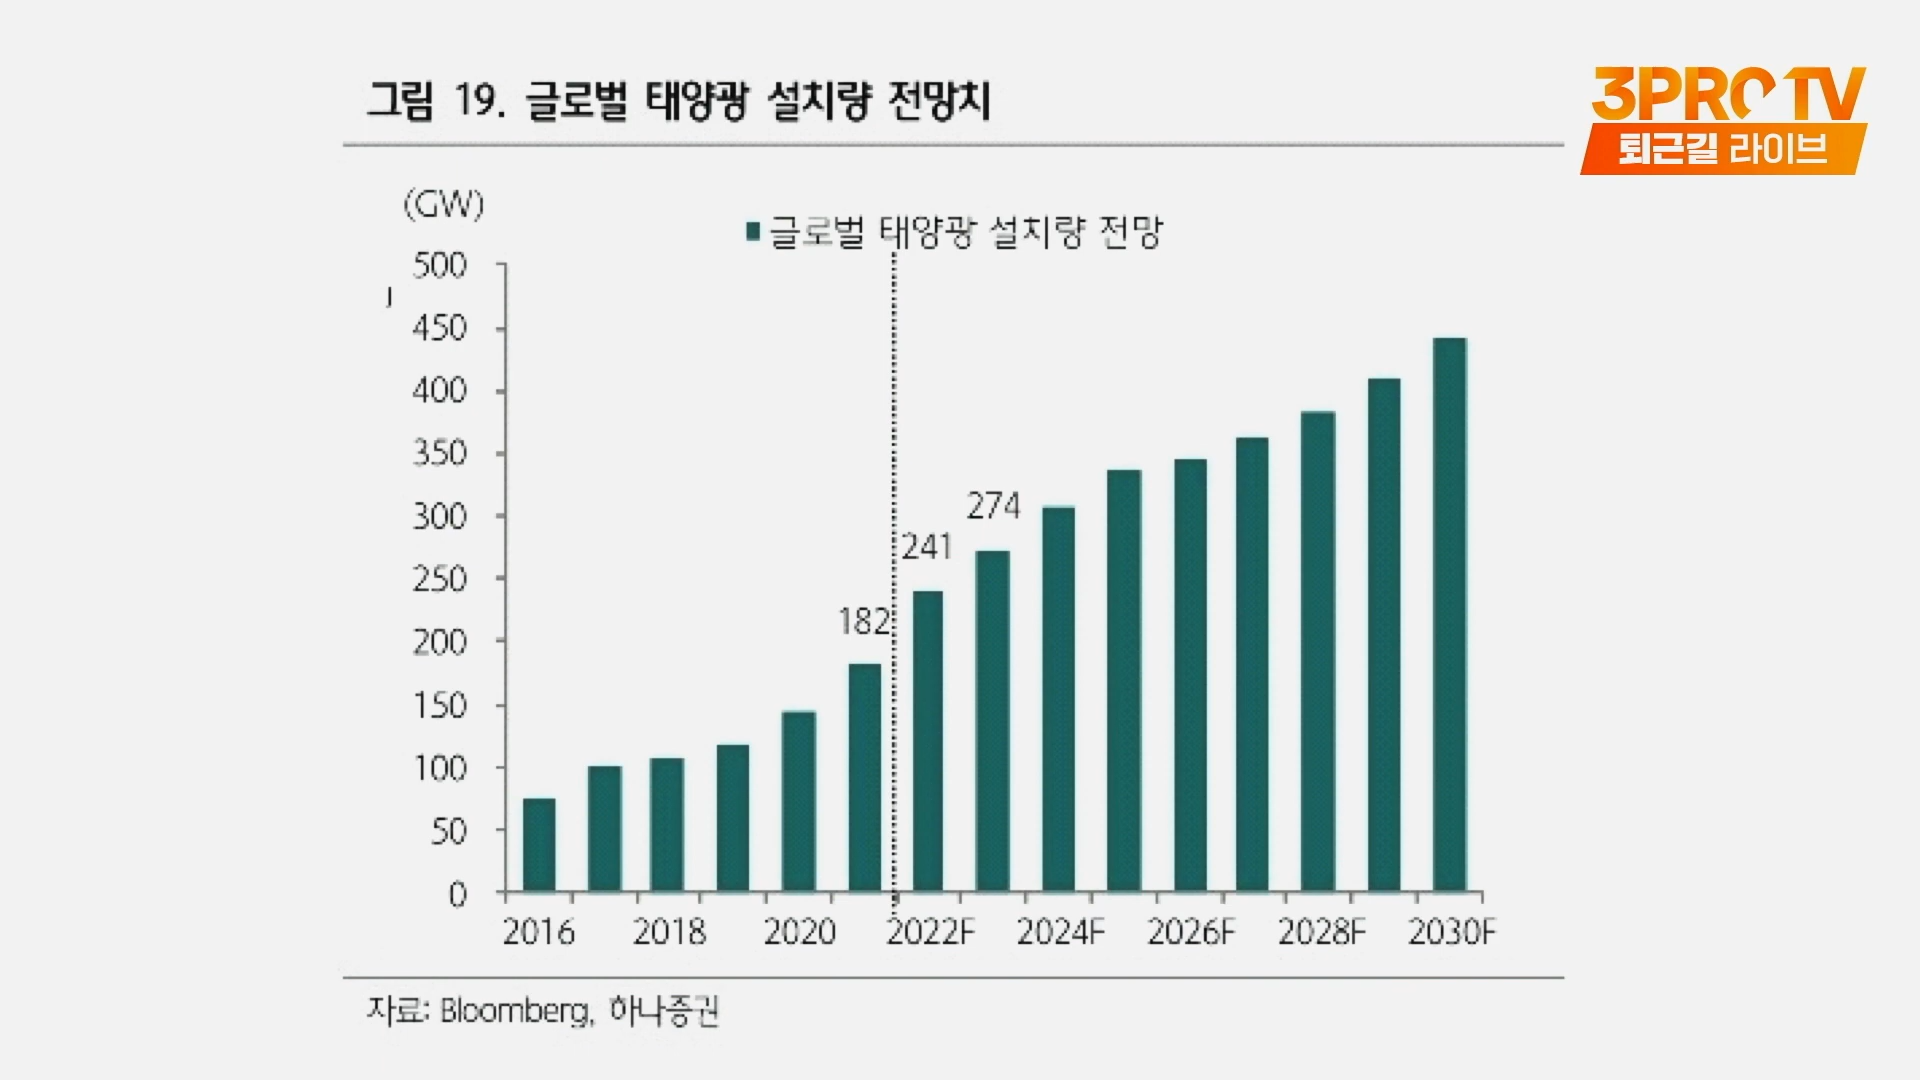 그림 19. 글로벌 태양광 설치량 전망치
3PRO TV
퇴근길 라이브
(GW)
글로벌 태양광 설치량 전망
500
450
400
350
300
250
200
150
100
50
0
182
241
274
2016 2018 2020 2022F 2024F 2026F 2028F 2030F
자료: Bloomberg, 하나증권